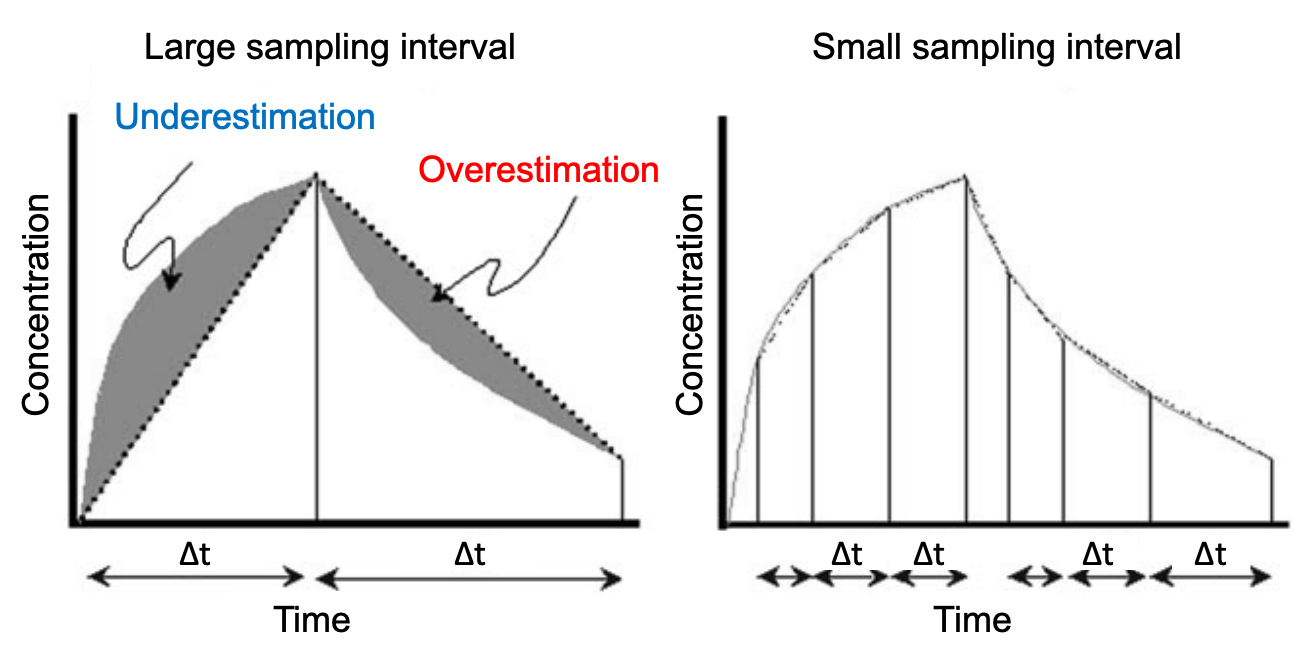 Large sampling interval
Underestimation
Overestimation
Concentration
Δt
Δt
Time
Small sampling interval
Concentration
Δt
Δt
Δt
Δt
Time